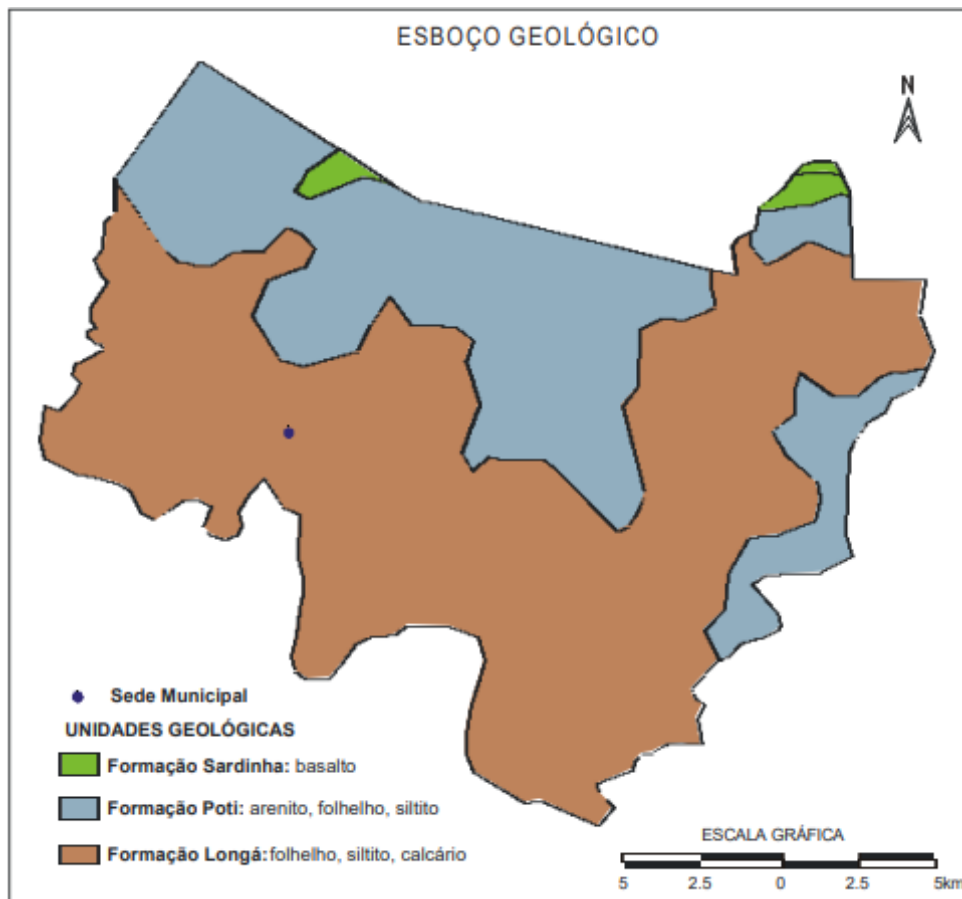 ESBOÇO GEOLÓGICO
N
Sede Municipal
UNIDADES GEOLÓGICAS
Formação Sardinha: basalto
Formação Poti: arenito, folhelho, siltito
Formação Longá: folhelho, siltito, calcário
ESCALA GRÁFICA
5 2.5 0 2.5 5km